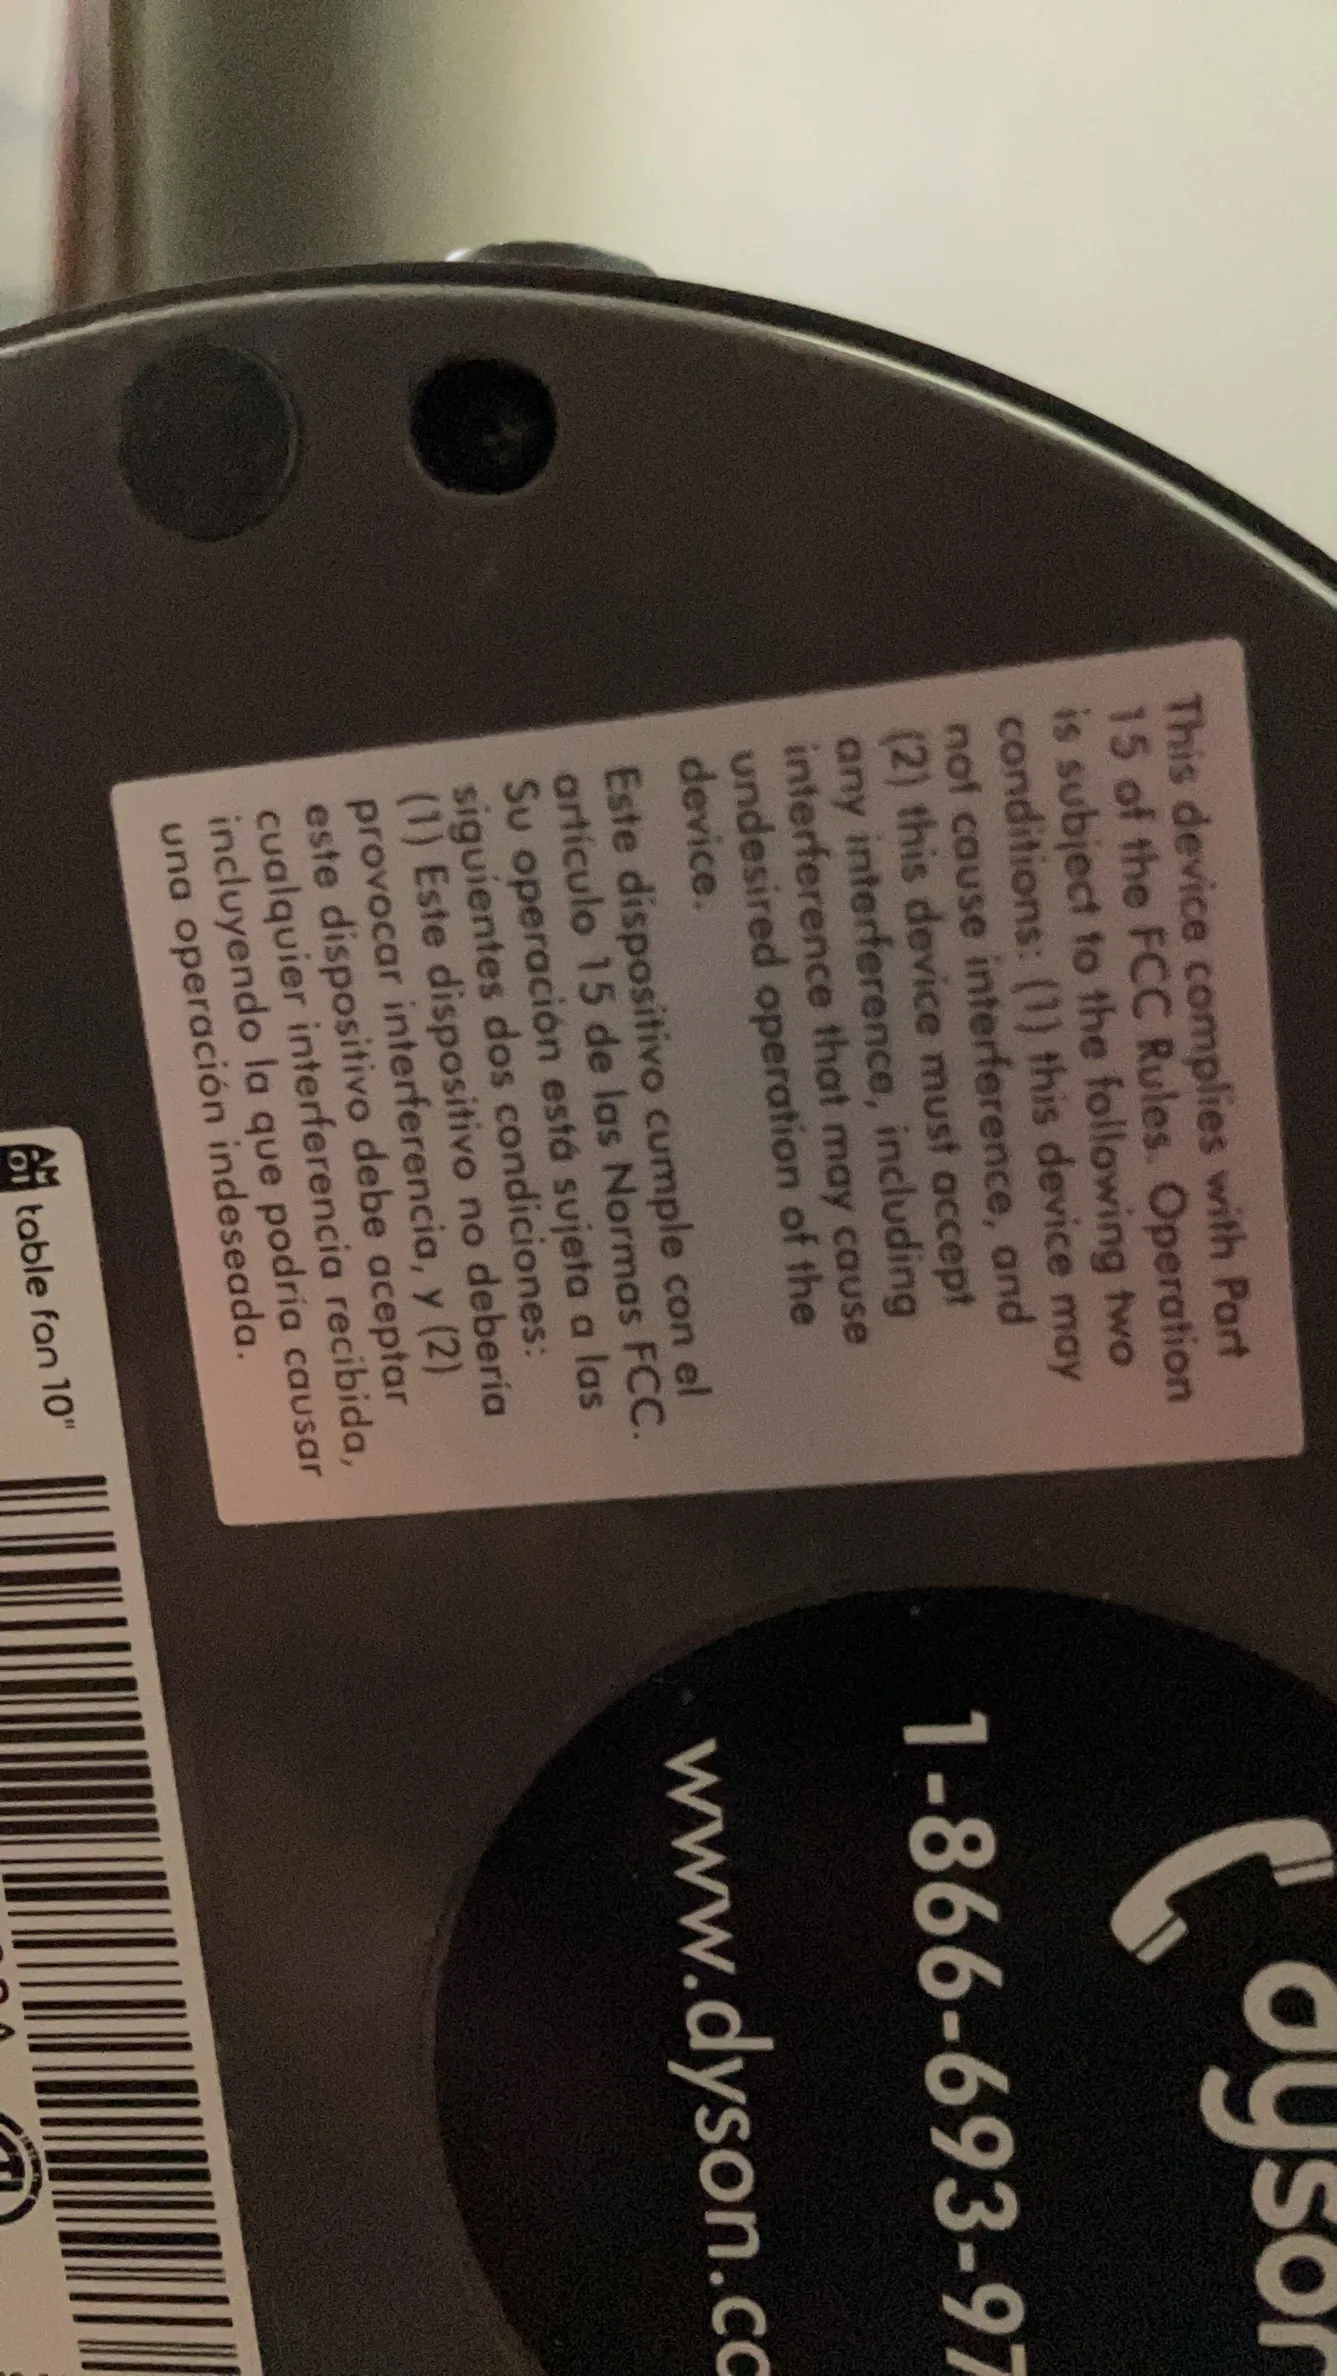 This device complies with Part
15 of the FCC Rules. Operation
is subject to the following two
conditions: (1) this device may
not cause interference, and
(2) this device must accept
any interference, including
interference that may cause
undesired operation of the
device.
Este dispositivo cumple con el
artículo 15 de las Normas FCC.
Su operación está sujeta a las
siguientes dos condiciones:
(1) Este dispositivo no debería
provocar interferencia, y (2)
este dispositivo debe aceptar
cualquier interferencia recibida,
incluyendo la que podría causar
una operación indeseada.
dyson
1-866-693-97
www.dyson.co
AM
01
table fan 10"